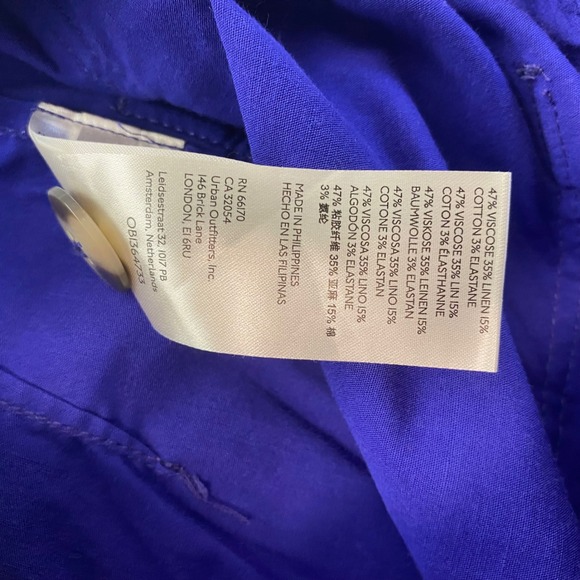 47% VISCOSE 35% LINEN 15%
COTTON 3% ELASTANE
47% VISCOSE 35% LIN 15%
COTON 3% ÉLASTHANNE
47% VISKOSE 35% LEINEN 15%
BAUMWOLLE 3% ELASTAN
47% VISCOSA 35% LINO 15%
COTONE 3% ELASTAN
47% VISCOSA 35% LINO 15%
ALGODÓN 3% ELASTANE
47% 粘胶纤维 35% 亚麻 15% 棉
3% 氨纶
MADE IN PHILIPPINES
HECHO EN LAS FILIPINAS
RN 66170
CA 32054
Urban Outfitters, Inc.
146 Brick Lane
LONDON, E1 6RU
Leidsestraat 32, 1017 PB
Amsterdam, Netherlands
OB1364733